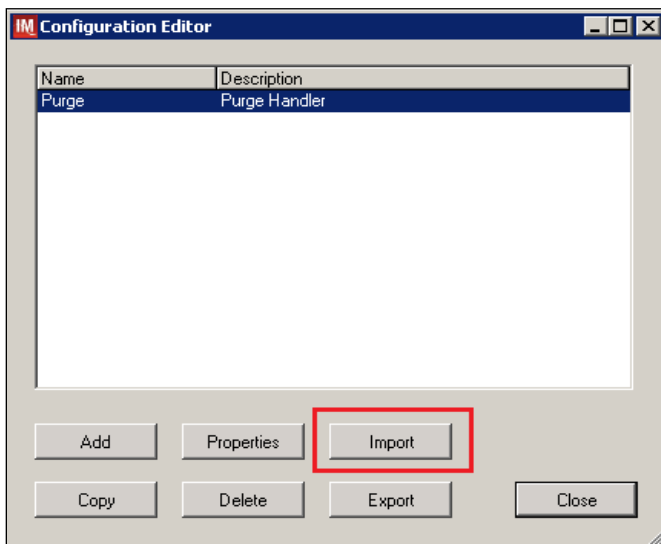 IM Configuration Editor
Name Description
Purge Purge Handler
Add Properties Import
Copy Delete Export Close